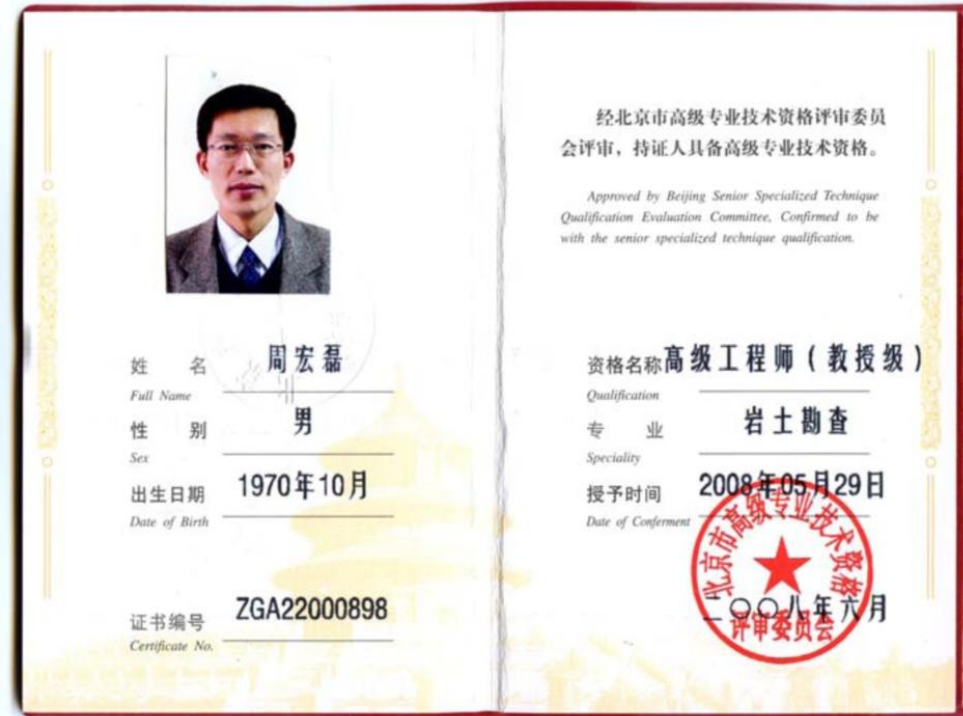 姓名 周宏磊
Full Name
性别 男
Sex
出生日期 1970年10月
Date of Birth
证书编号 ZGA22000898
Certificate No.
经北京市高级专业技术资格评审委员
会评审，持证人具备高级专业技术资格。
Approved by Beijing Senior Specialized Technique
Qualification Evaluation Committee, Confirmed to be
with the senior specialized technique qualification.
资格名称 高级工程师（教授级）
Qualification
专业 岩土勘查
Speciality
授予时间 2008年05月29日
Date of Conferment
北京市高级专业技术资格
评审委员会
二〇〇八年六月